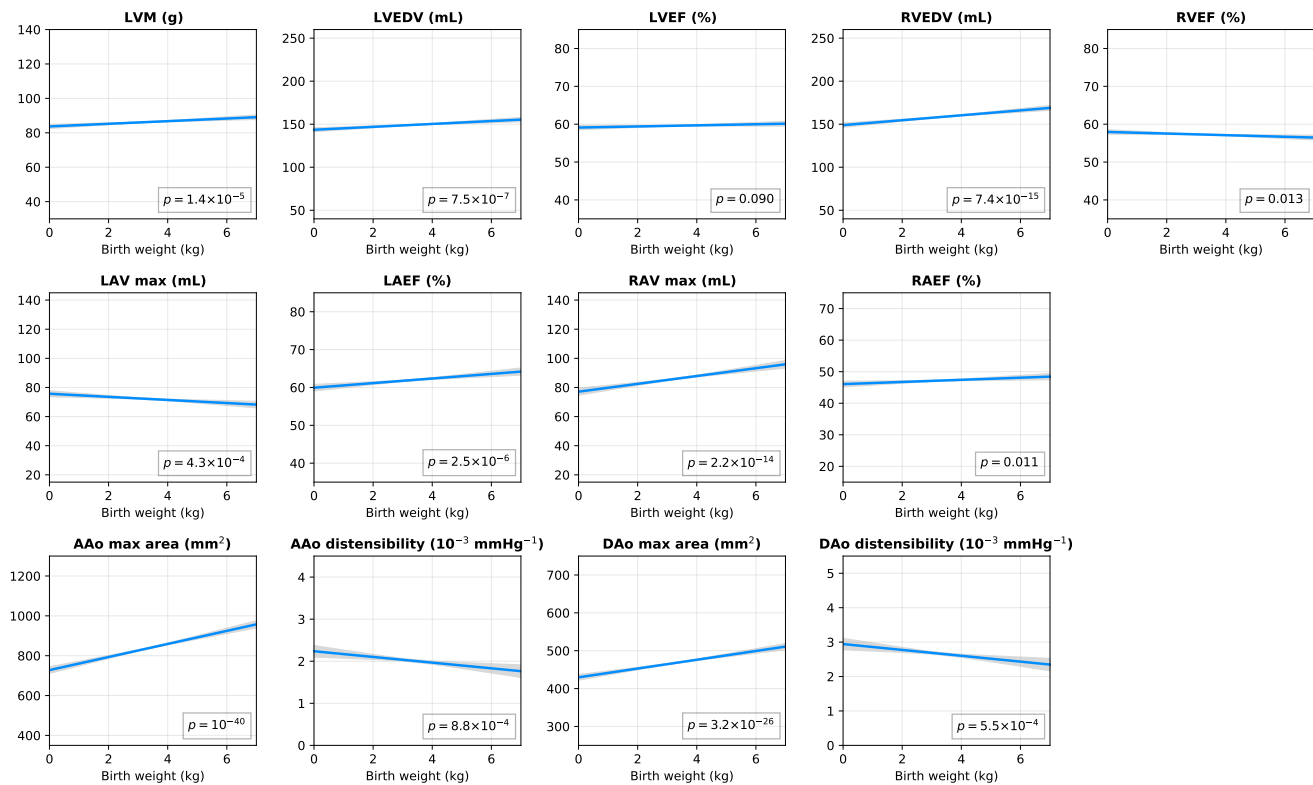 LVM (g)
140
120
100
80
60
40
0 2 4 6
Birth weight (kg)
p = 1.4×10⁻⁵
LVEDV (mL)
250
200
150
100
50
0 2 4 6
Birth weight (kg)
p = 7.5×10⁻⁷
LVEF (%)
80
70
60
50
40
0 2 4 6
Birth weight (kg)
p = 0.090
RVEDV (mL)
250
200
150
100
50
0 2 4 6
Birth weight (kg)
p = 7.4×10⁻¹⁵
RVEF (%)
80
70
60
50
40
0 2 4 6
Birth weight (kg)
p = 0.013
LAV max (mL)
140
120
100
80
60
40
20
0 2 4 6
Birth weight (kg)
p = 4.3×10⁻⁴
LAEF (%)
80
70
60
50
40
0 2 4 6
Birth weight (kg)
p = 2.5×10⁻⁶
RAV max (mL)
140
120
100
80
60
40
20
0 2 4 6
Birth weight (kg)
p = 2.2×10⁻¹⁴
RAEF (%)
70
60
50
40
30
20
0 2 4 6
Birth weight (kg)
p = 0.011
AAo max area (mm²)
1200
1000
800
600
400
0 2 4 6
Birth weight (kg)
p = 10⁻⁴⁰
AAo distensibility (10⁻³ mmHg⁻¹)
4
3
2
1
0
0 2 4 6
Birth weight (kg)
p = 8.8×10⁻⁴
DAo max area (mm²)
700
600
500
400
300
0 2 4 6
Birth weight (kg)
p = 3.2×10⁻²⁶
DAo distensibility (10⁻³ mmHg⁻¹)
5
4
3
2
1
0
0 2 4 6
Birth weight (kg)
p = 5.5×10⁻⁴